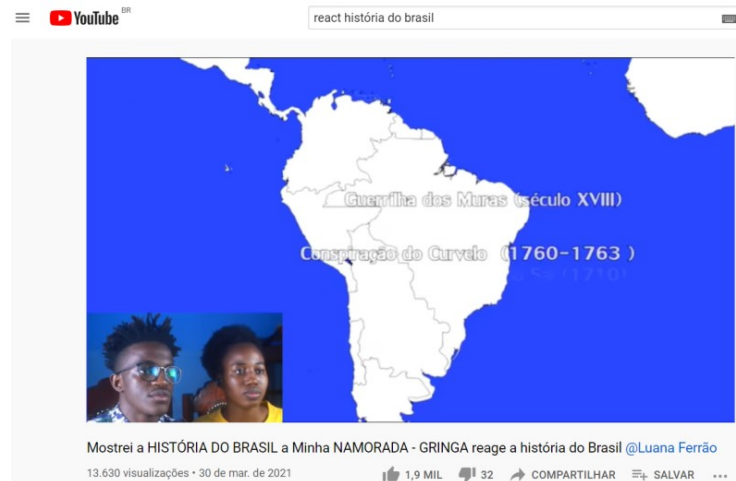 YouTube BR
react história do brasil
Guerrilha dos Muras (século XVIII)
Conspiração do Curvelo (1760-1763 )
(1710)
Mostrei a HISTÓRIA DO BRASIL a Minha NAMORADA - GRINGA reage a história do Brasil @Luana Ferrão
13.630 visualizações • 30 de mar. de 2021 1,9 MIL 32 COMPARTILHAR SALVAR ...